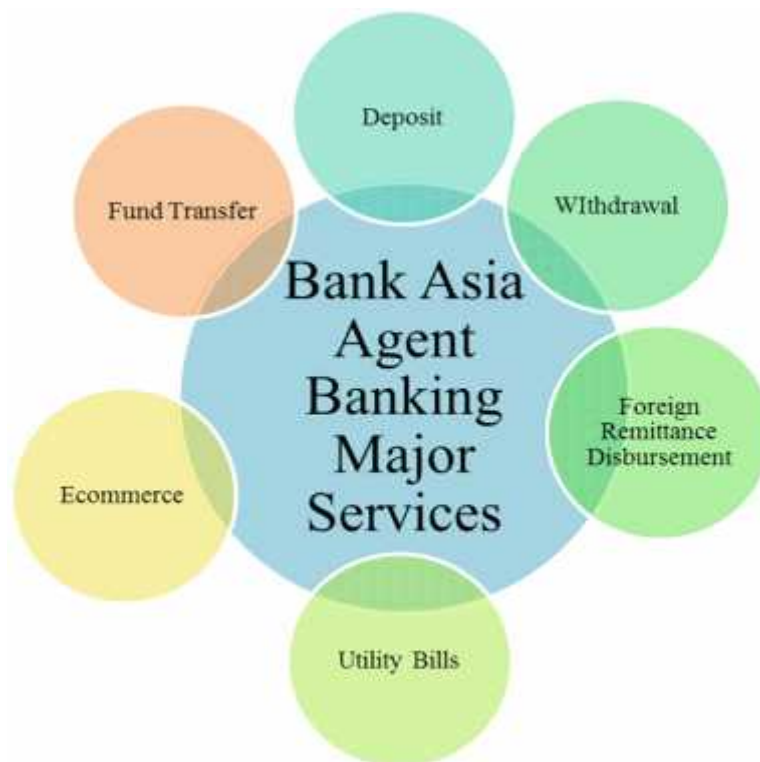 Deposit
Fund Transfer
WIthdrawal
Bank Asia
Agent
Banking
Major
Services
Foreign
Remittance
Disbursement
Ecommerce
Utility Bills